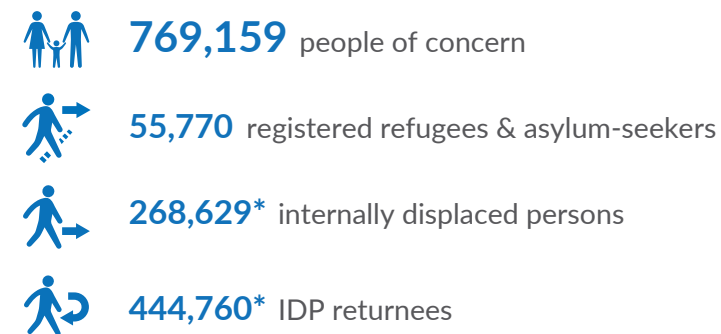 769,159 people of concern
55,770 registered refugees & asylum-seekers
268,629* internally displaced persons
444,760* IDP returnees